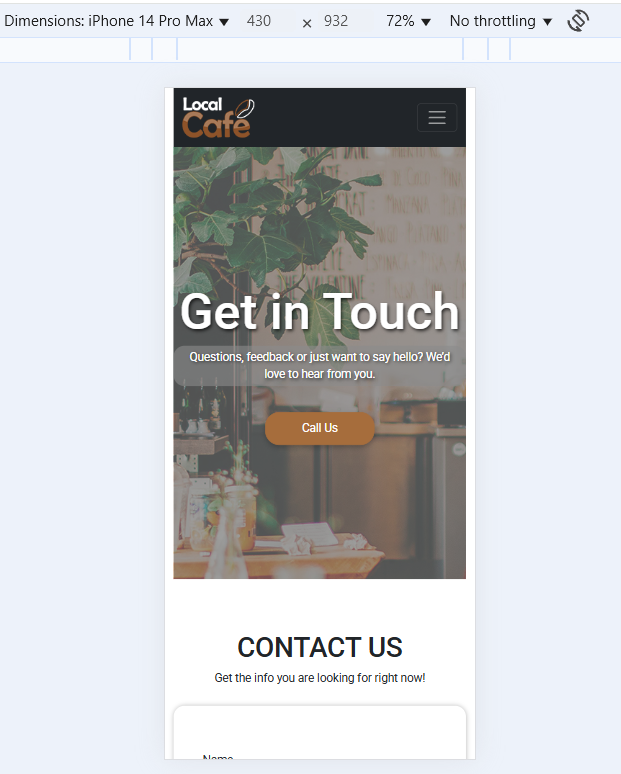 Dimensions: iPhone 14 Pro Max ▼ 430 × 932 72% ▼ No throttling ▼
Local
Cafe
Get in Touch
Questions, feedback or just want to say hello? We'd
love to hear from you.
Call Us
CONTACT US
Get the info you are looking for right now!
Name